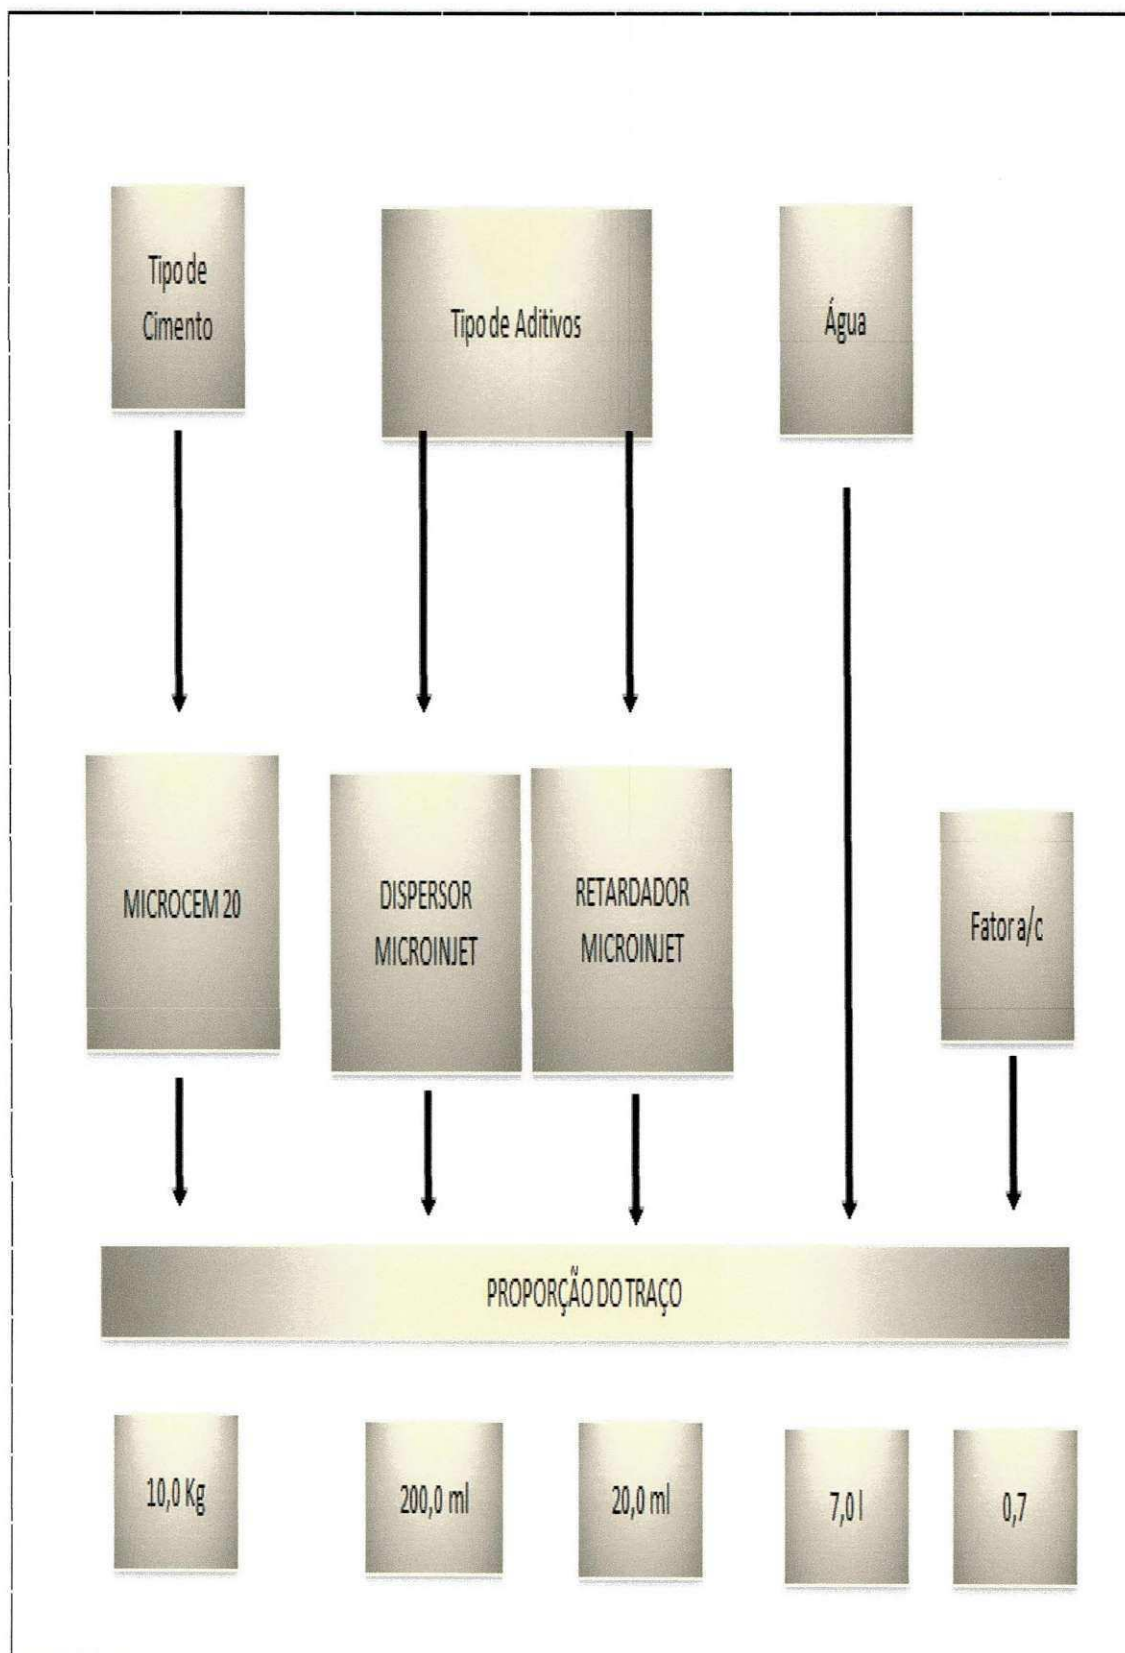 Tipo de
Cimento
Tipo de Aditivos
Água
MICROCEM 20
DISPERSOR
MICROINJET
RETARDADOR
MICROINJET
Fator a/c
PROPORÇÃO DO TRAÇO
10,0 Kg
200,0 ml
20,0 ml
7,0 l
0,7